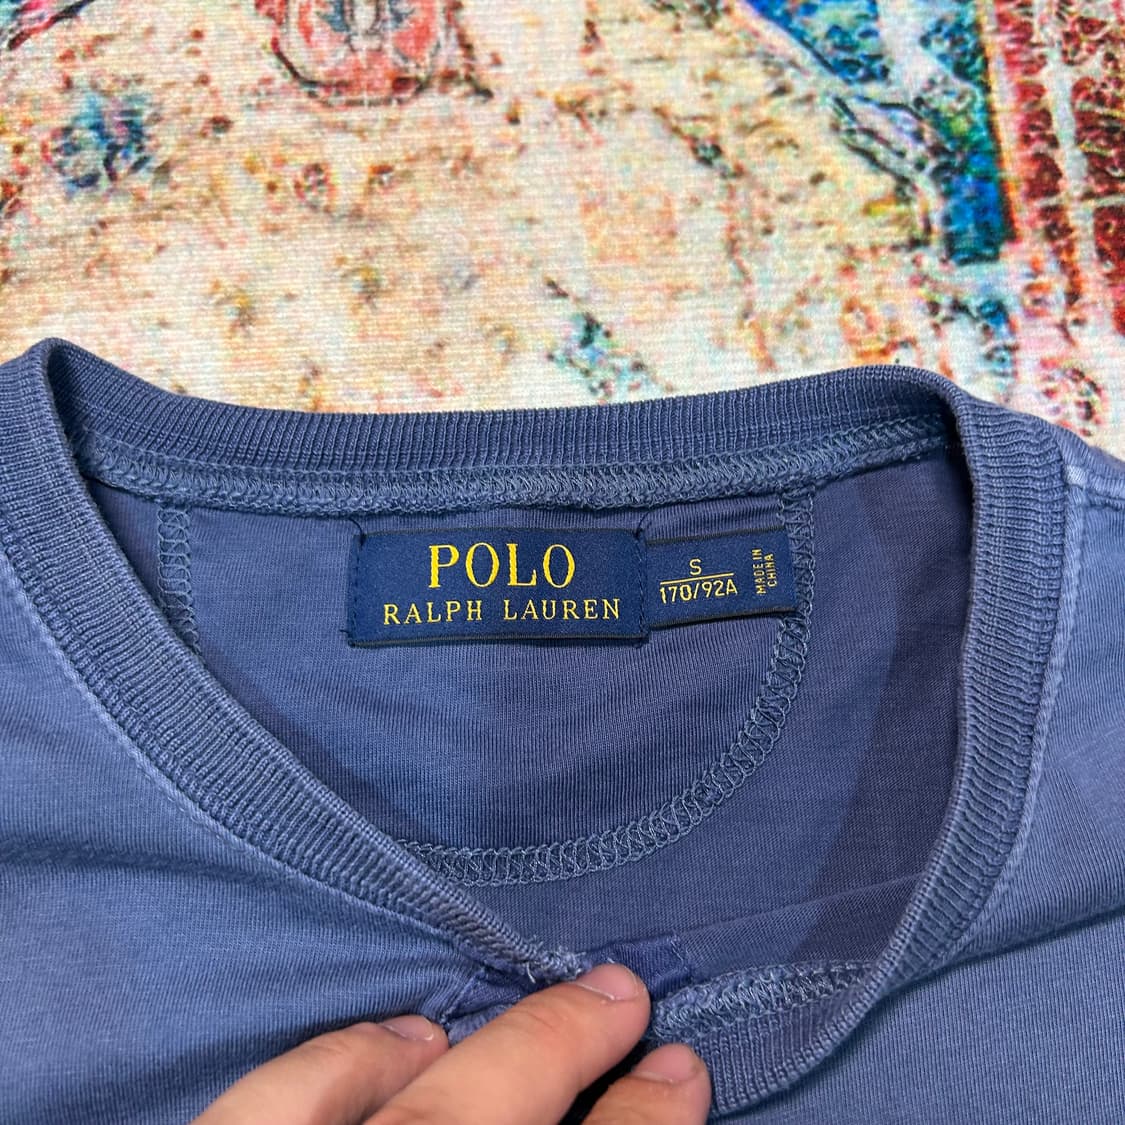 POLO
RALPH LAUREN
S
170/92A
MADE IN
CHINA